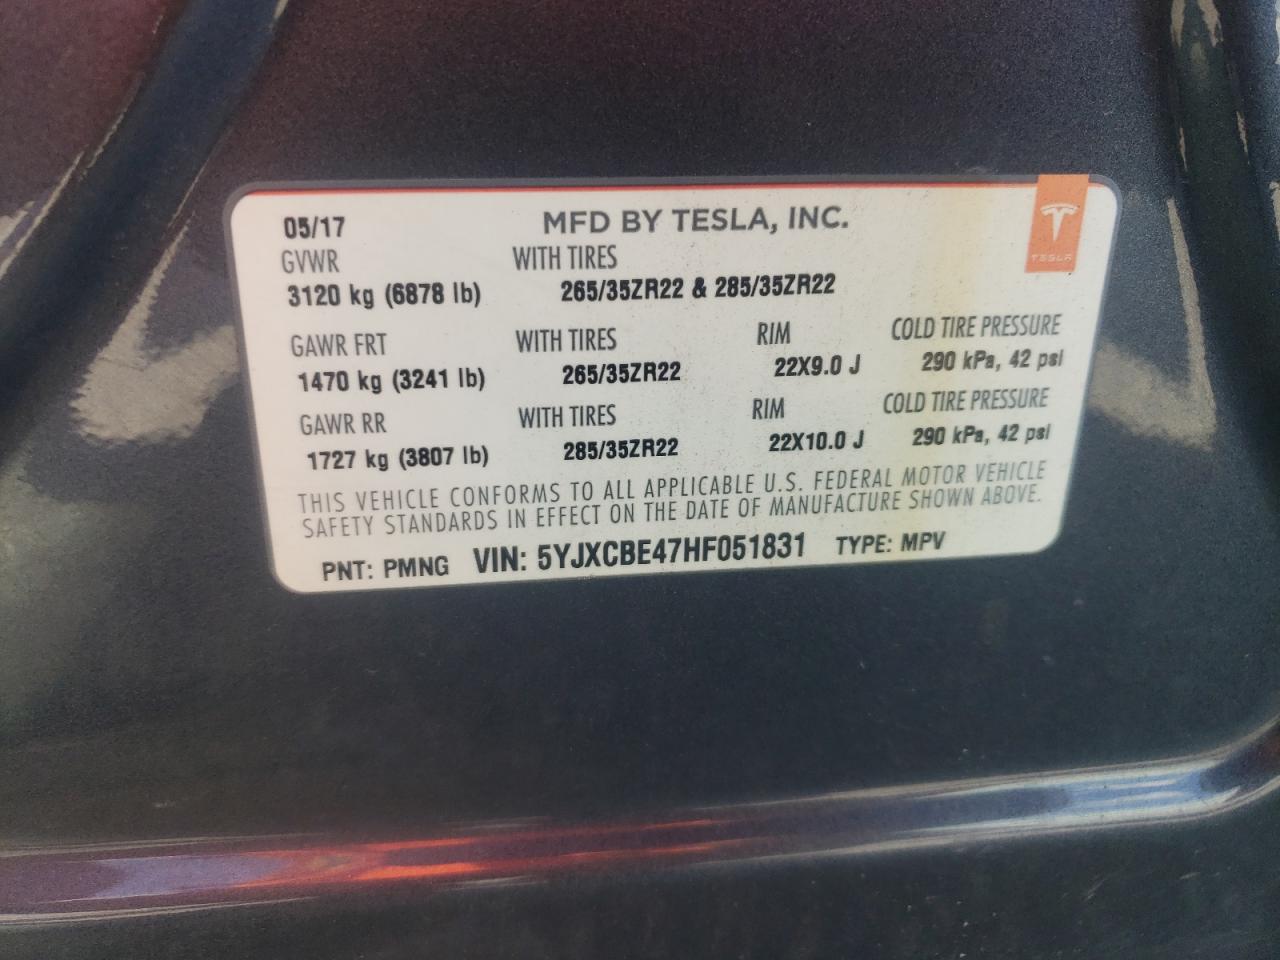 05/17 MFD BY TESLA, INC.
TESLA
GVWR WITH TIRES
3120 kg (6878 lb) 265/35ZR22 & 285/35ZR22
GAWR FRT WITH TIRES RIM COLD TIRE PRESSURE
1470 kg (3241 lb) 265/35ZR22 22X9.0 J 290 kPa, 42 psi
GAWR RR WITH TIRES RIM COLD TIRE PRESSURE
1727 kg (3807 lb) 285/35ZR22 22X10.0 J 290 kPa, 42 psi
THIS VEHICLE CONFORMS TO ALL APPLICABLE U.S. FEDERAL MOTOR VEHICLE
SAFETY STANDARDS IN EFFECT ON THE DATE OF MANUFACTURE SHOWN ABOVE.
PNT: PMNG VIN: 5YJXCBE47HF051831 TYPE: MPV